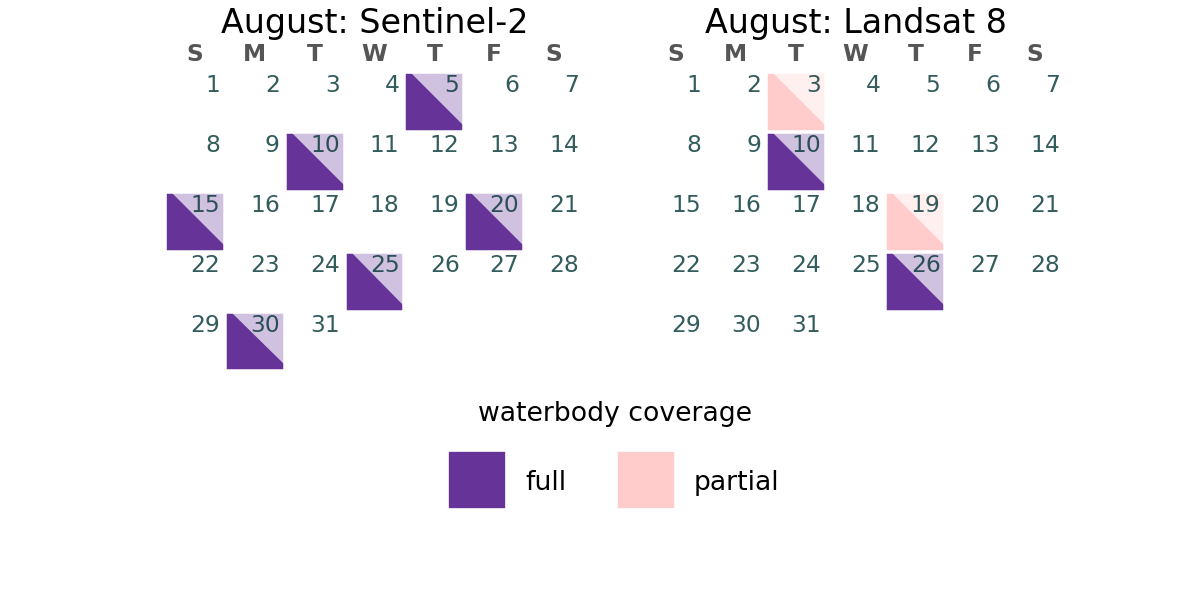 August: Sentinel-2
S M T W T F S
1 2 3 4 5 6 7
8 9 10 11 12 13 14
15 16 17 18 19 20 21
22 23 24 25 26 27 28
29 30 31
August: Landsat 8
S M T W T F S
1 2 3 4 5 6 7
8 9 10 11 12 13 14
15 16 17 18 19 20 21
22 23 24 25 26 27 28
29 30 31
waterbody coverage
full
partial